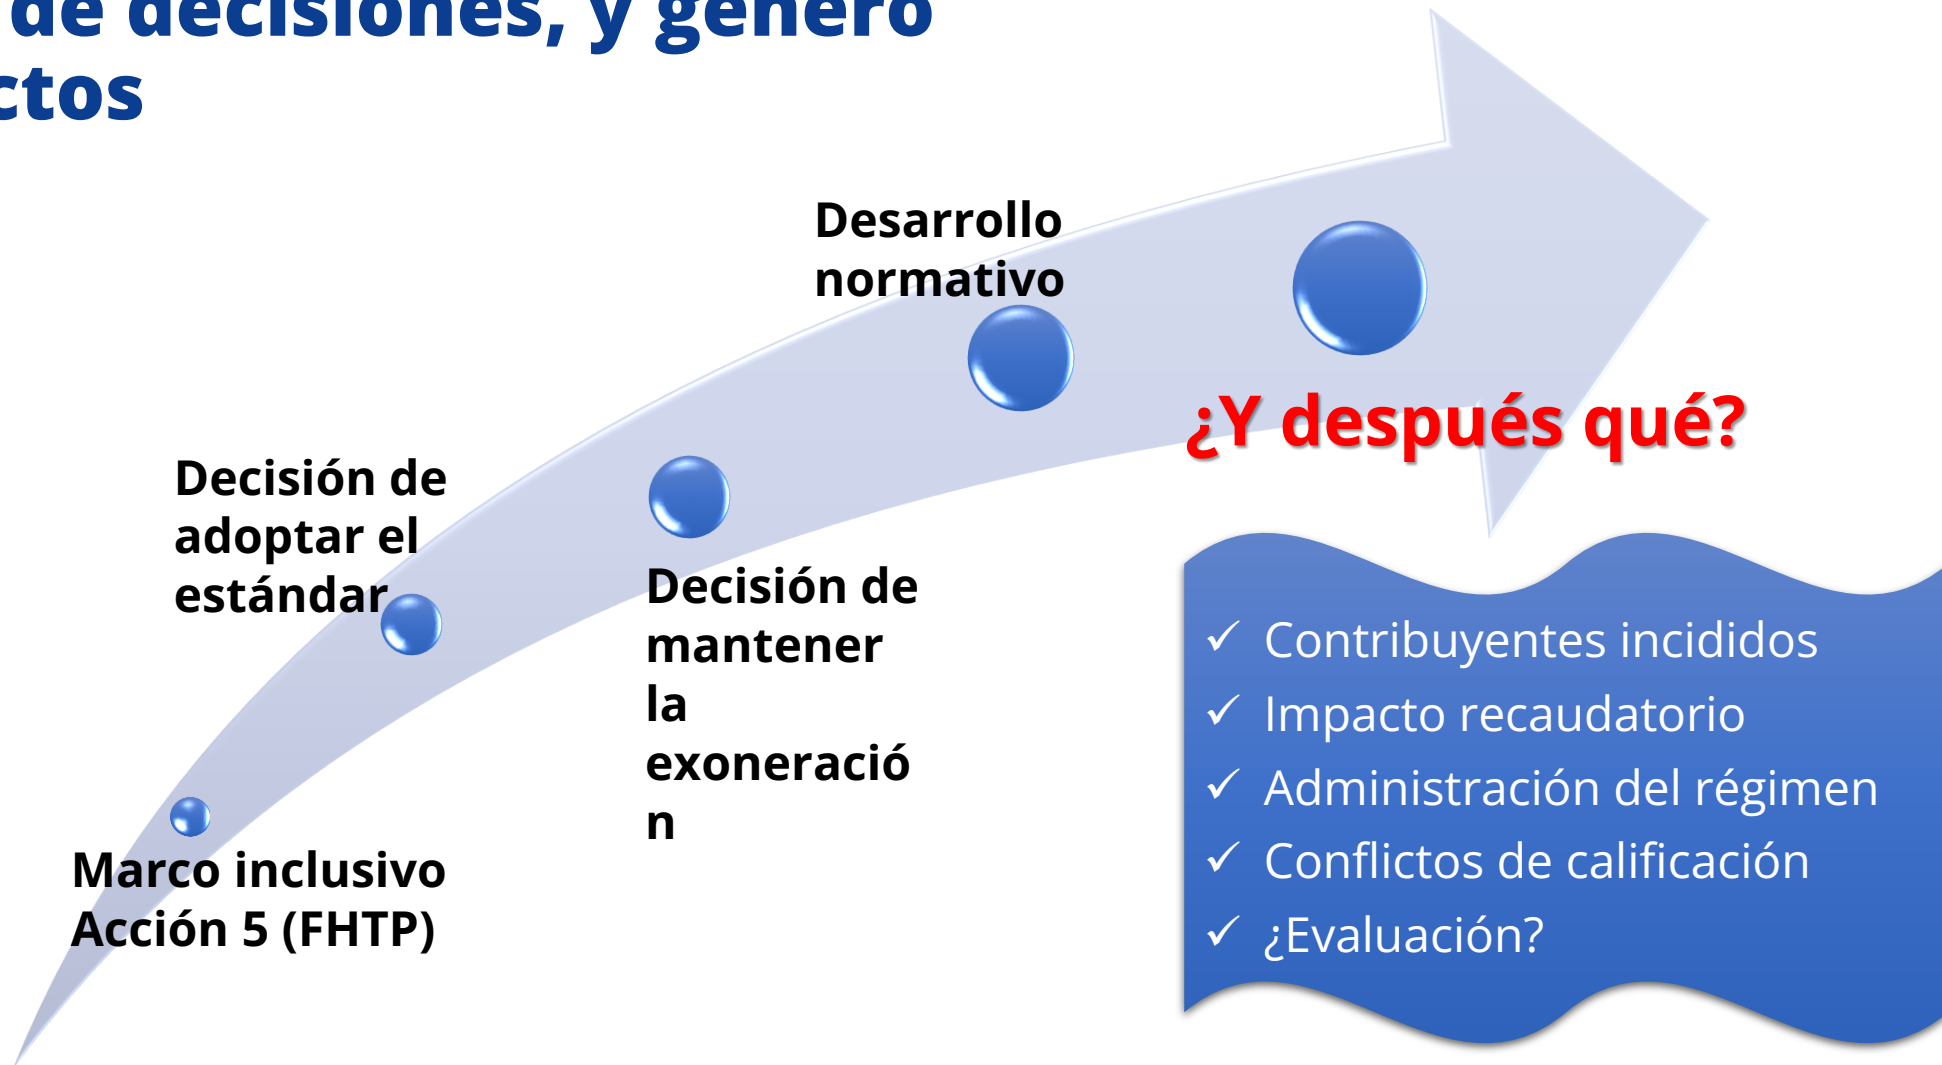 de decisiones, y género
ctos
Desarrollo
normativo
¿Y después qué?
Decisión de
adoptar el
estándar
Decisión de
mantener
la
exoneració
n
Marco inclusivo
Acción 5 (FHTP)
✓ Contribuyentes incididos
✓ Impacto recaudatorio
✓ Administración del régimen
✓ Conflictos de calificación
✓ ¿Evaluación?